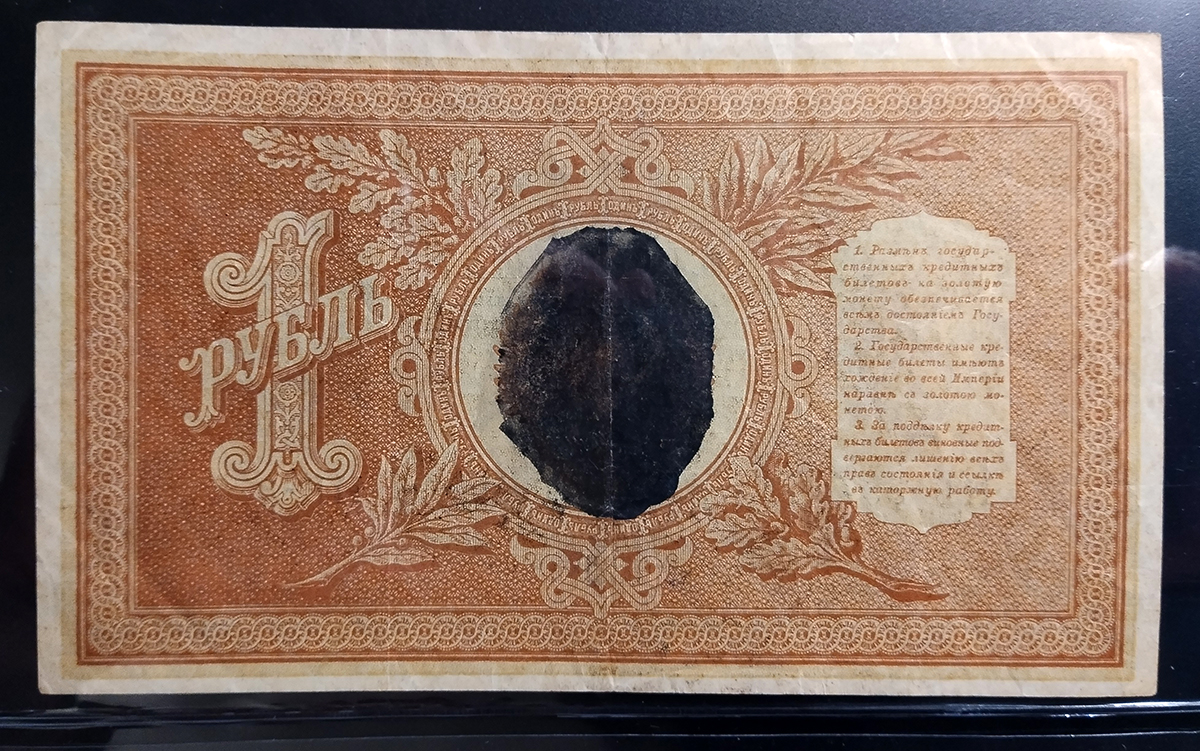 1
РУБЛЬ
1. Размѣнъ государ-
ственныхъ кредитныхъ
билетовъ на золотую
монету обезпечивается
всѣмъ достояніемъ Госу-
дарства.
2. Государственные кре-
дитные билеты имѣютъ
хожденіе во всей Имперіи
наравнѣ съ золотою мо-
нетою.
3. За поддѣлку кредит-
ныхъ билетовъ виновные под-
вергаются лишенію всѣхъ
правъ состоянія и ссылкѣ
въ каторжную работу.